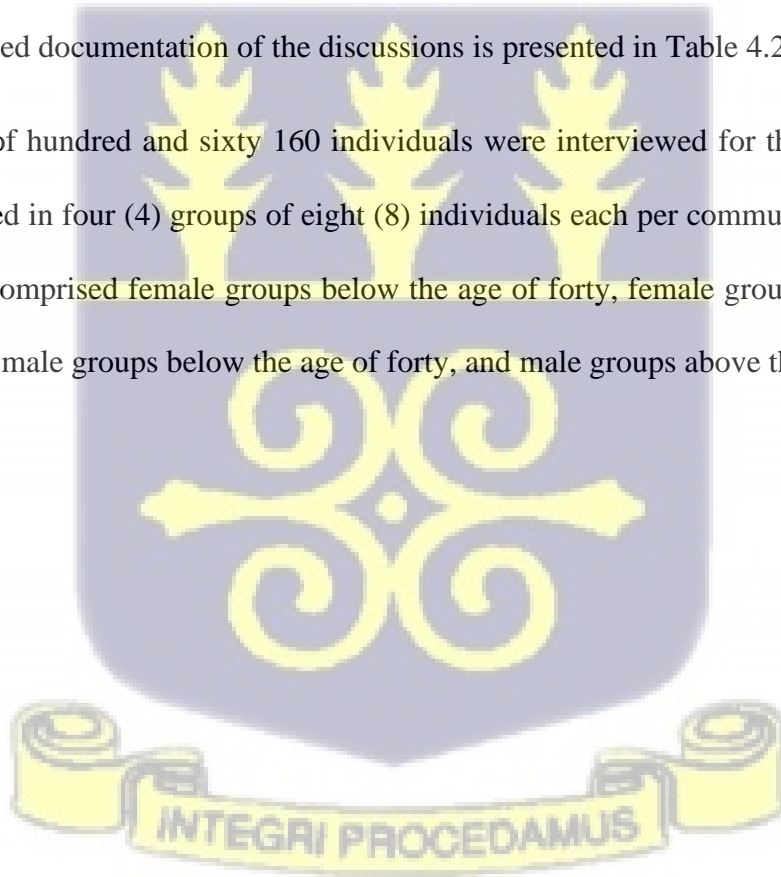 ed documentation of the discussions is presented in Table 4.2
of hundred and sixty 160 individuals were interviewed for th
ed in four (4) groups of eight (8) individuals each per commu
comprised female groups below the age of forty, female grou
male groups below the age of forty, and male groups above th
INTEGRI PROCEDAMUS